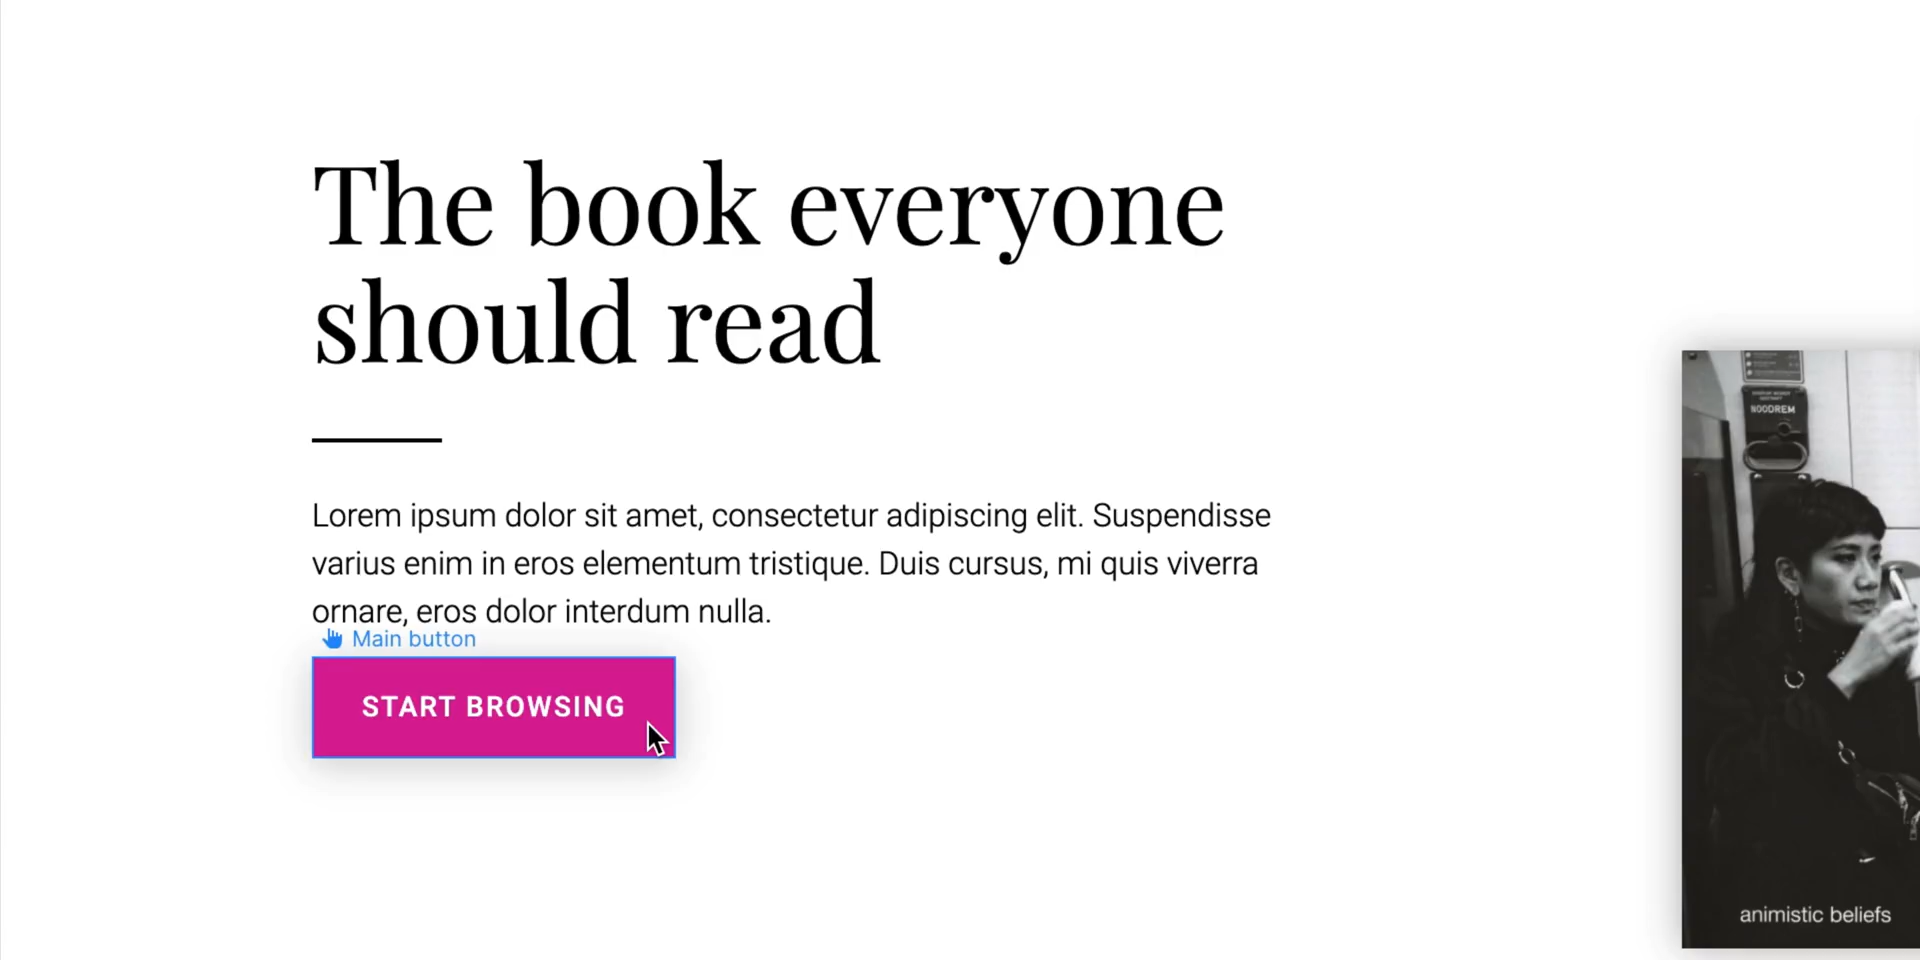 The book everyone
should read
Lorem ipsum dolor sit amet, consectetur adipiscing elit. Suspendisse
varius enim in eros elementum tristique. Duis cursus, mi quis viverra
ornare, eros dolor interdum nulla.
Main button
START BROWSING
NOODREM
animistic beliefs